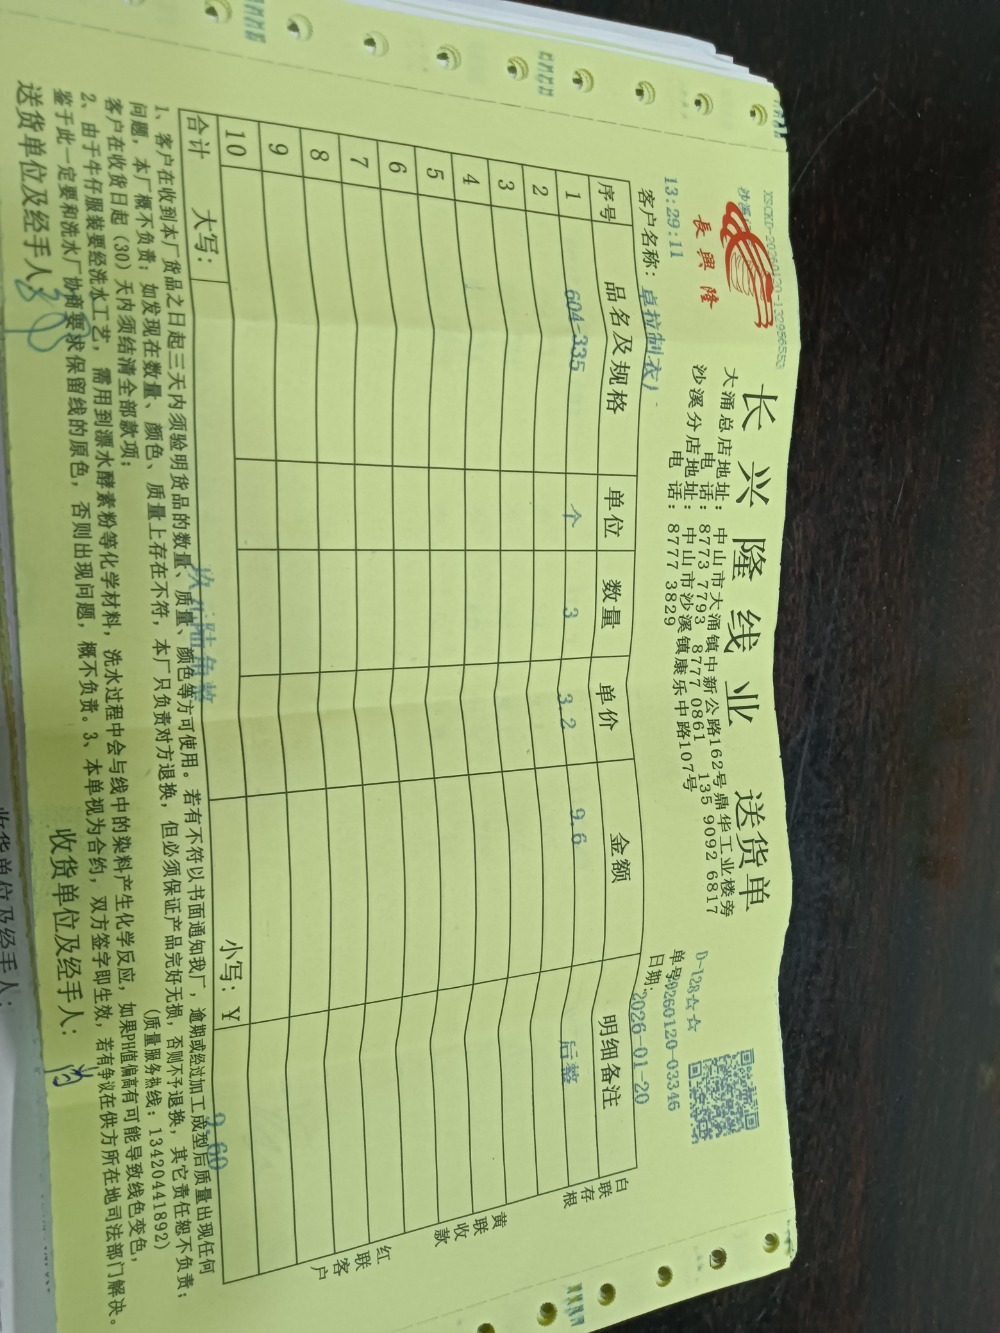 XSCKD-20260120-132956553
长兴隆线业 送货单
長興隆
大涌总店地址: 中山市大涌镇中新公路162号鼎华工业楼旁
电 话: 8773 7793 8777 0861 135 9092 6817
沙溪分店地址: 中山市沙溪镇康乐中路107号
电 话: 8777 3829
D-128☆☆
单号 20260120-03346
13:29:11
客户名称: 卓拉制衣厂
日期: 2026-01-20
序号 品名及规格 单位 数量 单价 金额 明细备注
1 604-335 个 3 3.2 9.6 后整
2
3
4
5
6
7
8
9
10
合计 大写: 玖元陆角整 小写: ¥ 9.60
白联存根
黄联收款
红联客户
1、客户在收到本厂货品之日起三天内须验明货品的数量、质量、颜色等方可使用。若有不符以书面通知我厂, 逾期或经过加工成型后质量出现任何
问题, 本厂概不负责; 如发现在数量、颜色、质量上存在不符, 本厂只负责对方退换, 但必须保证产品完好无损, 否则不予退换, 其它责任恕不负责;
客户在收货日起(30)天内须结清全部款项; (质量服务热线: 13420441892)
2、由于牛仔服装要经洗水工艺, 需用到漂水酵素粉等化学材料, 洗水过程中会与线中的染料产生化学反应, 如果PH值偏高有可能导致线色变色,
鉴于此一定要和洗水厂协商要求保留线的原色, 否则出现问题, 概不负责。3、本单视为合约, 双方签字即生效, 若有争议在供方所在地司法部门解决。
送货单位及经手人: 收货单位及经手人:
收货单位及经手人: